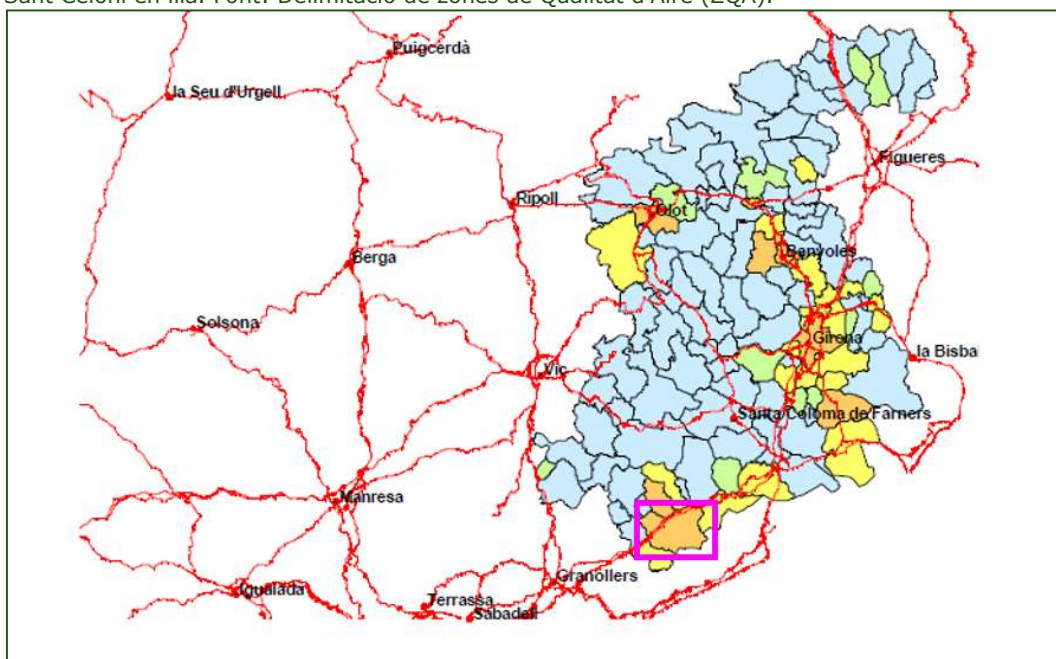 Sant Celoni en lila. Font: Delimitació de zones de Qualitat d'Aire (ZQA).
Puigcerdà
la Seu d'Urgell
Figueres
Ripoll
Olot
Banyoles
Berga
Solsona
Girona
la Bisba
Vic
Santa Coloma de Farners
Manresa
Granollers
Igualada
Terrassa
Sabadell